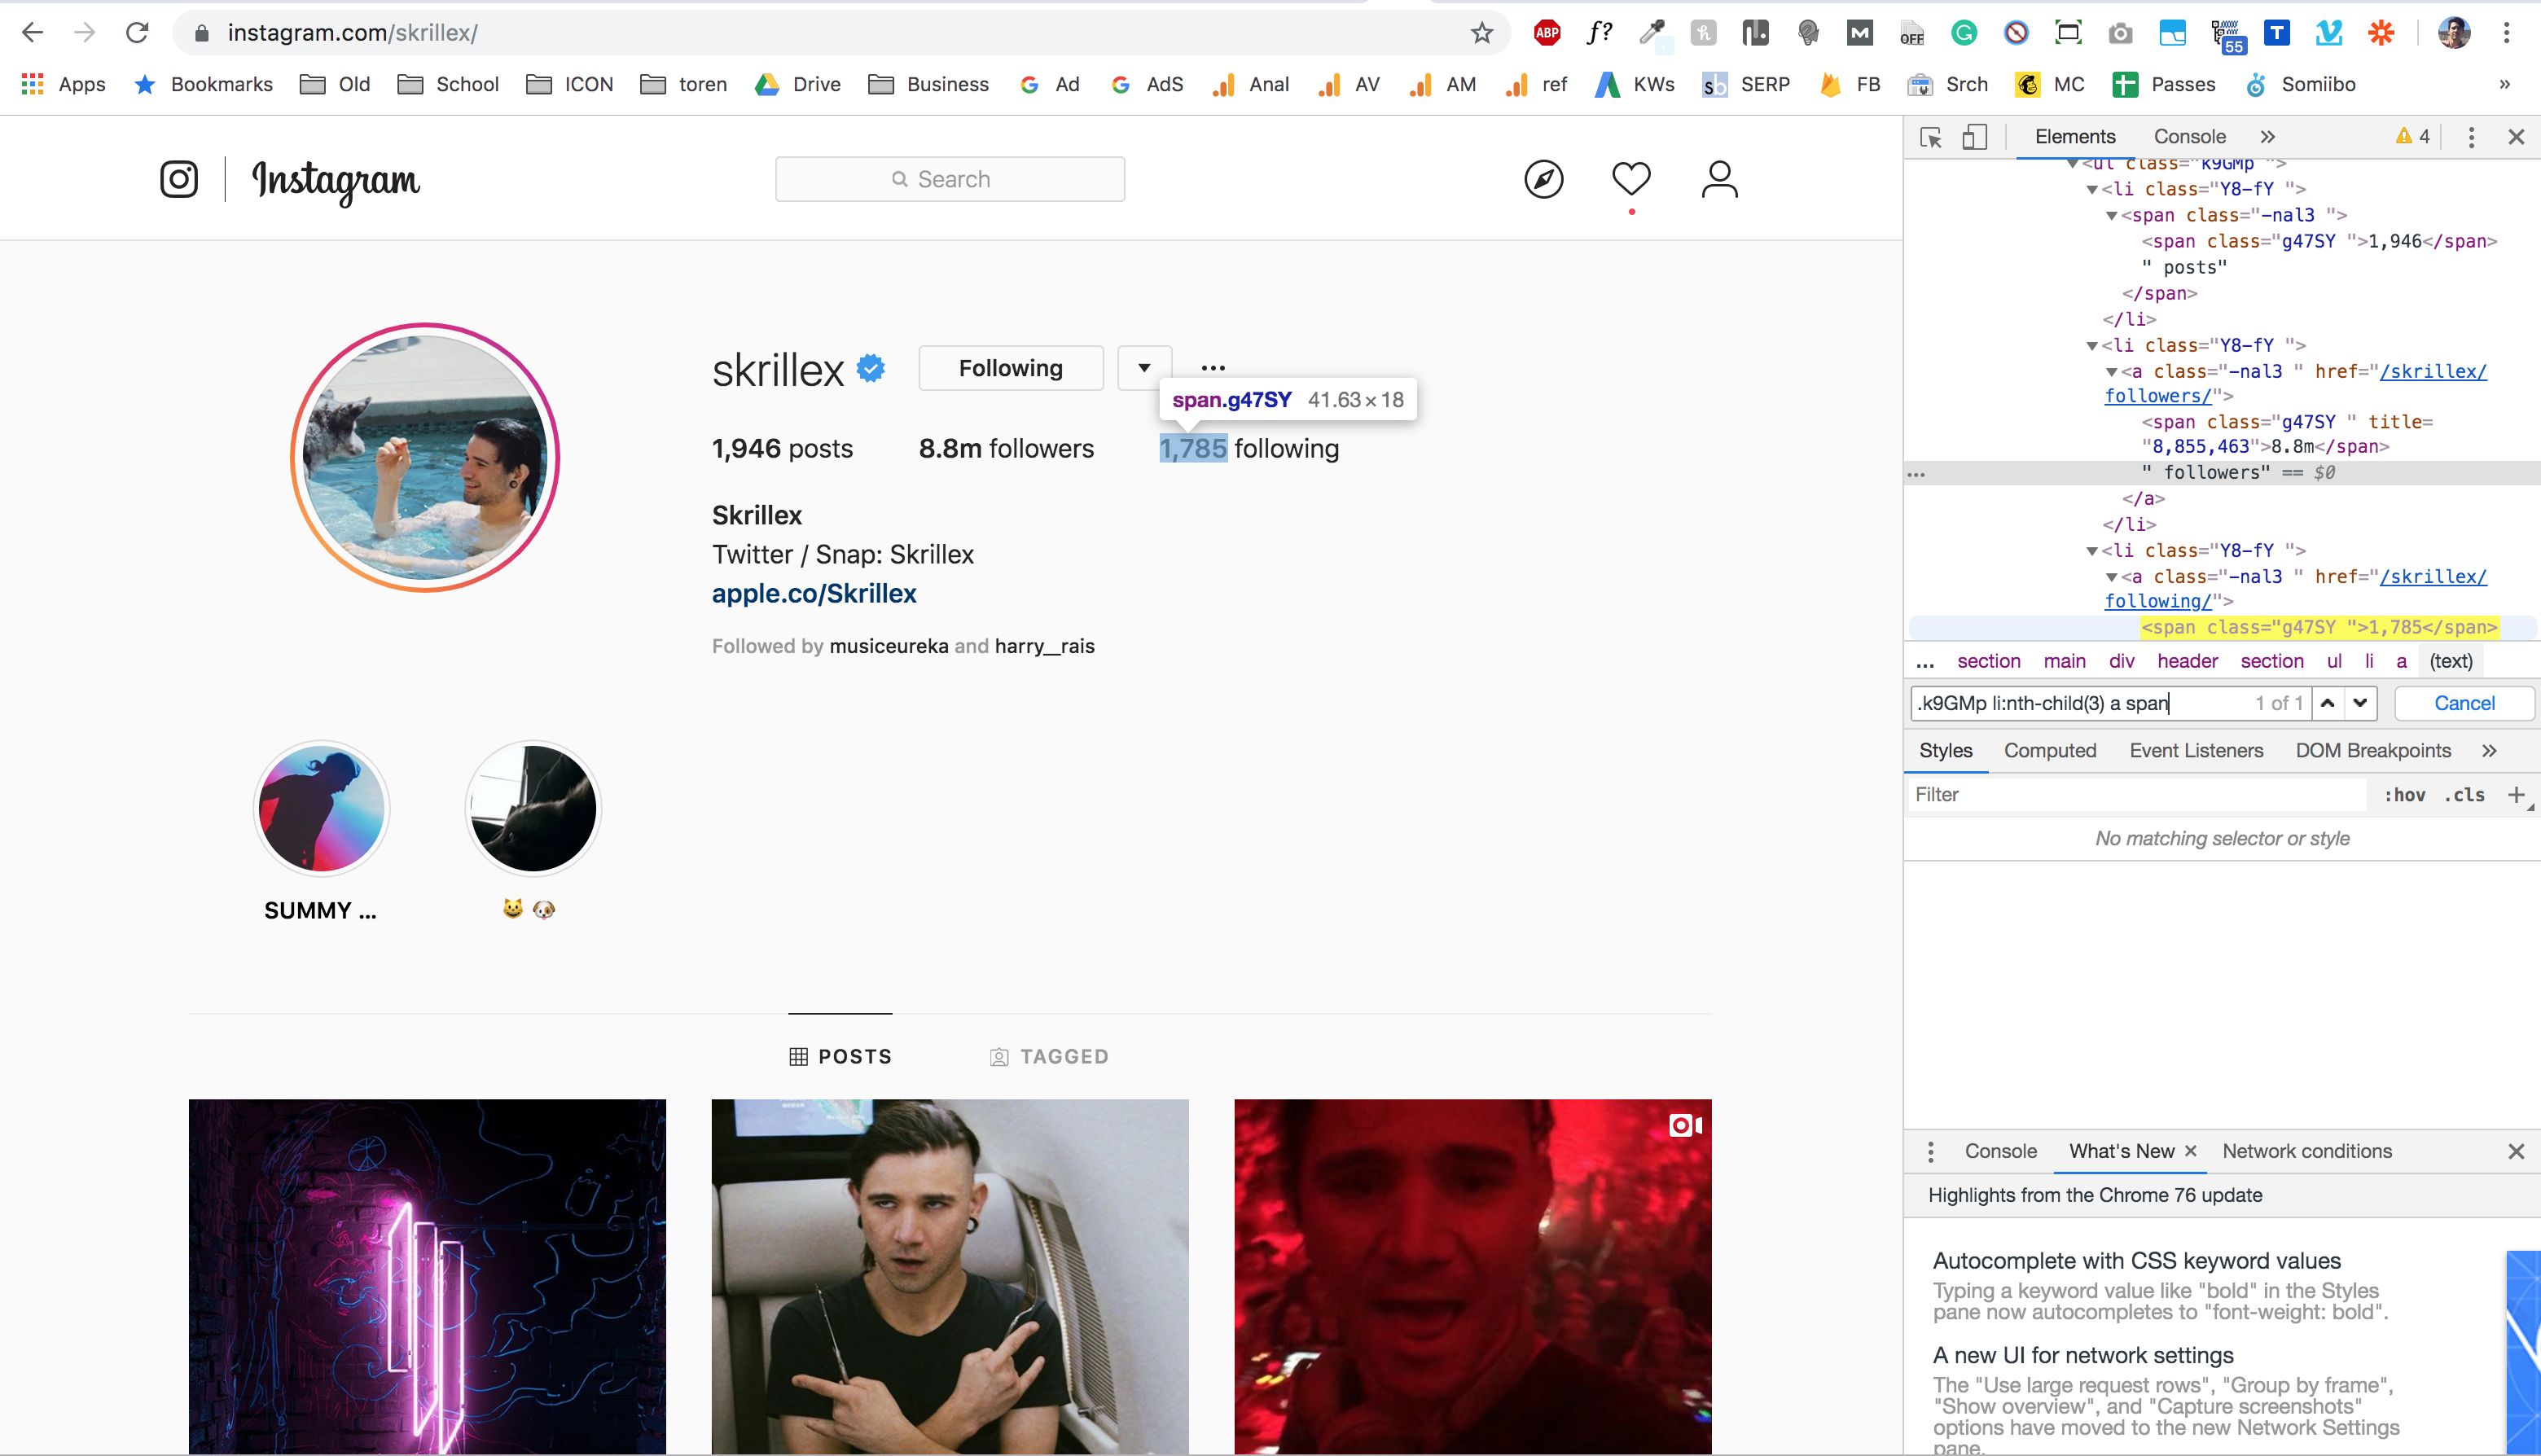 instagram.com/skrillex/
ABP
f?
OFF
55
Apps Bookmarks Old School ICON toren Drive Business Ad AdS Anal AV AM ref KWs SERP FB Srch MC Passes Somiibo »
Instagram
Search
skrillex Following ...
span.g47SY 41.63×18
1,946 posts 8.8m followers 1,785 following
Skrillex
Twitter / Snap: Skrillex
apple.co/Skrillex
Followed by musiceureka and harry__rais
SUMMY ...
POSTS TAGGED
Elements Console » 4
▼<ul class="k9GMp ">
▼<li class="Y8-fY ">
▼<span class="-nal3 ">
<span class="g47SY ">1,946</span>
" posts"
</span>
</li>
▼<li class="Y8-fY ">
▼<a class="-nal3 " href="/skrillex/
followers/">
<span class="g47SY " title=
"8,855,463">8.8m</span>
... " followers" == $0
</a>
</li>
▼<li class="Y8-fY ">
▼<a class="-nal3 " href="/skrillex/
following/">
<span class="g47SY ">1,785</span>
... section main div header section ul li a (text)
.k9GMp li:nth-child(3) a span 1 of 1 Cancel
Styles Computed Event Listeners DOM Breakpoints »
Filter :hov .cls +
No matching selector or style
Console What's New × Network conditions
Highlights from the Chrome 76 update
Autocomplete with CSS keyword values
Typing a keyword value like "bold" in the Styles
pane now autocompletes to "font-weight: bold".
A new UI for network settings
The "Use large request rows", "Group by frame",
"Show overview", and "Capture screenshots"
options have moved to the new Network Settings
pane.